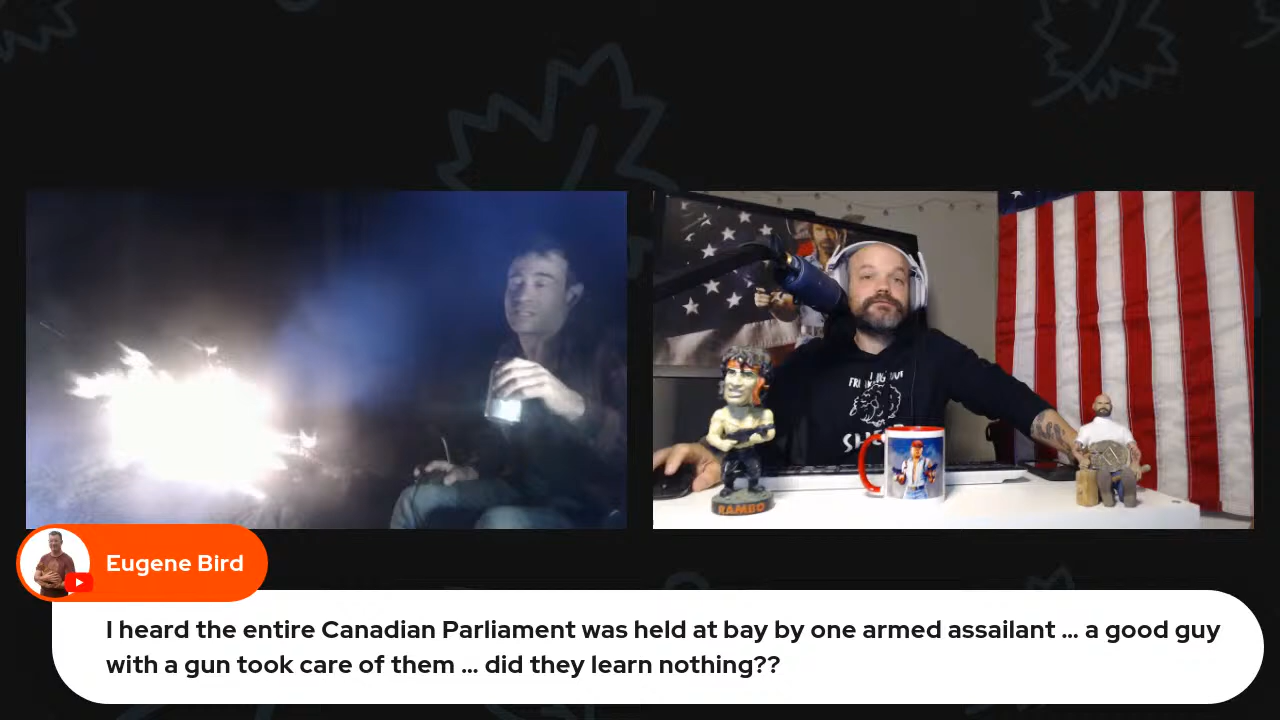 RAMBO
Eugene Bird
I heard the entire Canadian Parliament was held at bay by one armed assailant ... a good guy
with a gun took care of them ... did they learn nothing??